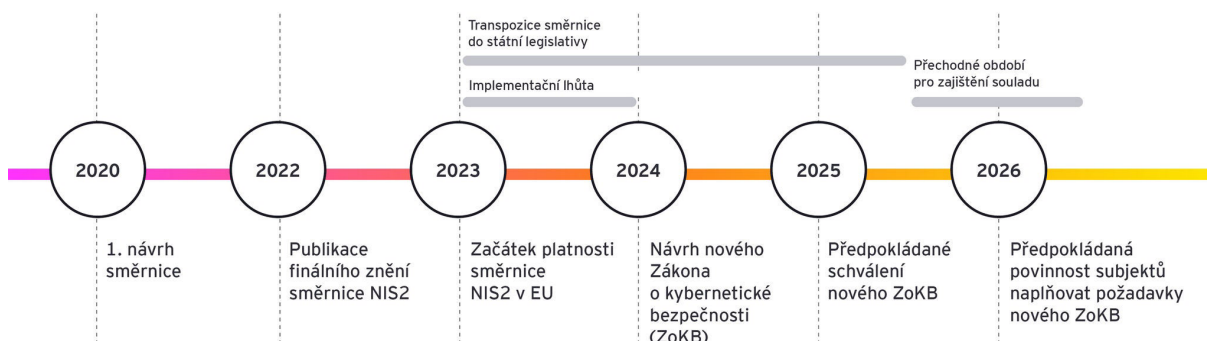 Transpozice směrnice
do státní legislativy
Přechodné období
pro zajištění souladu
Implementační lhůta
2020
2022
2023
2024
2025
2026
1. návrh
směrnice
Publikace
finálního znění
směrnice NIS2
Začátek platnosti
směrnice
NIS2 v EU
Návrh nového
Zákona
o kybernetické
bezpečnosti
(ZoKB)
Předpokládané
schválení
nového ZoKB
Předpokládaná
povinnost subjektů
naplňovat požadavky
nového ZoKB